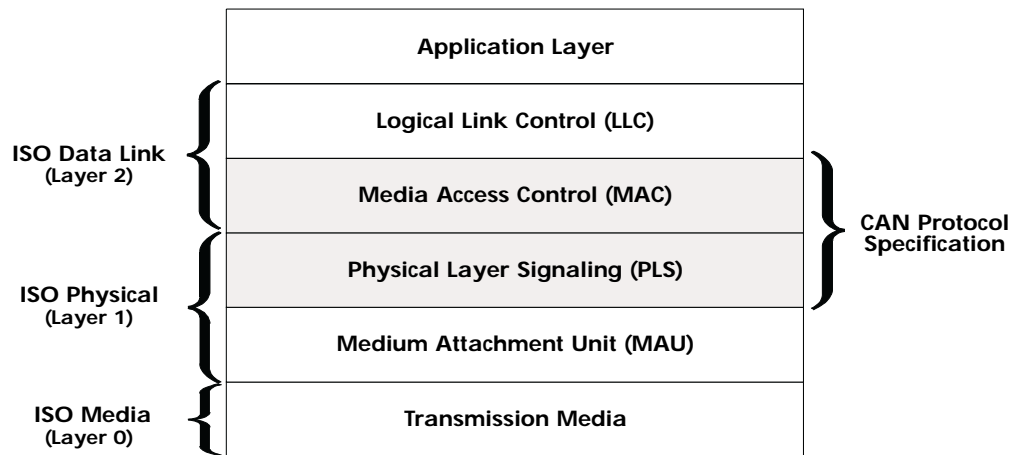 Application Layer
Logical Link Control (LLC)
ISO Data Link
(Layer 2)
Media Access Control (MAC)
CAN Protocol
Specification
Physical Layer Signaling (PLS)
ISO Physical
(Layer 1)
Medium Attachment Unit (MAU)
ISO Media
(Layer 0)
Transmission Media